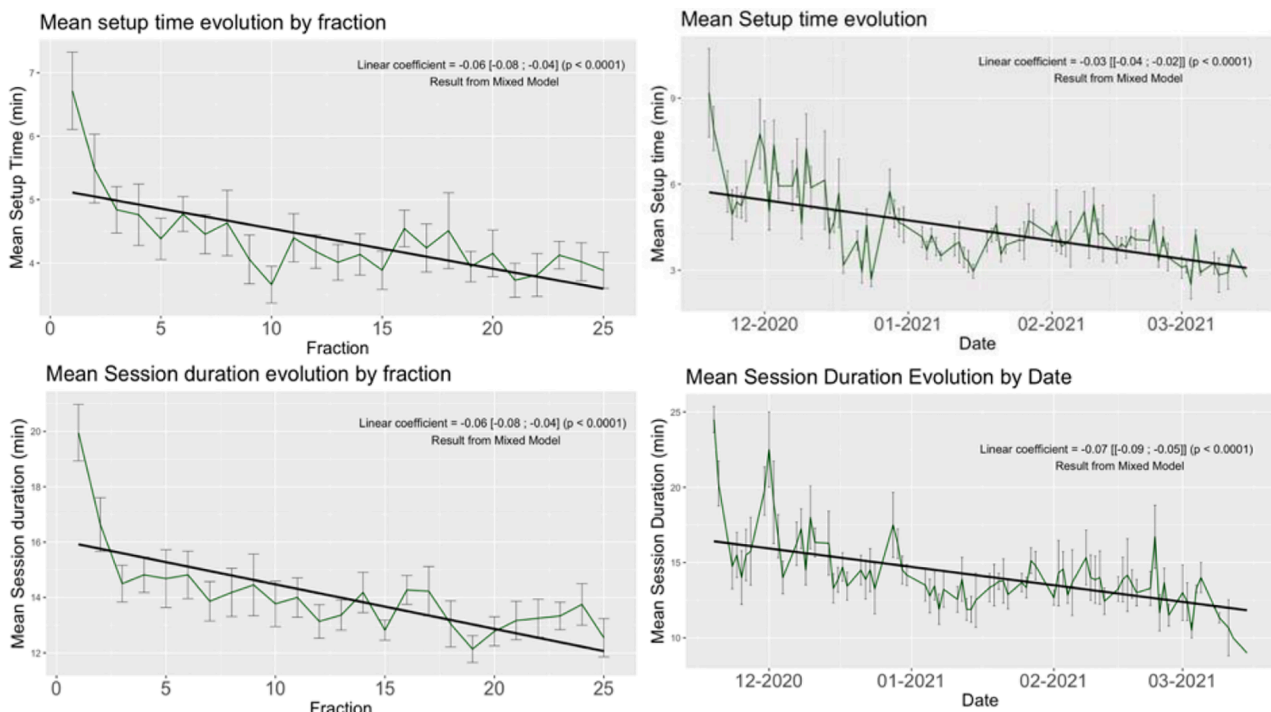 Mean setup time evolution by fraction
Linear coefficient = -0.06 [-0.08 ; -0.04] (p < 0.0001)
Result from Mixed Model
Mean Setup Time (min)
7
6
5
4
0 5 10 15 20 25
Fraction
Mean Setup time evolution
Linear coefficient = -0.03 [[-0.04 ; -0.02]] (p < 0.0001)
Result from Mixed Model
Mean Setup time (min)
9
6
3
12-2020 01-2021 02-2021 03-2021
Date
Mean Session duration evolution by fraction
Linear coefficient = -0.06 [-0.08 ; -0.04] (p < 0.0001)
Result from Mixed Model
Mean Session duration (min)
20
18
16
14
12
0 5 10 15 20 25
Fraction
Mean Session Duration Evolution by Date
Linear coefficient = -0.07 [[-0.09 ; -0.05]] (p < 0.0001)
Result from Mixed Model
Mean Session Duration (min)
25
20
15
10
12-2020 01-2021 02-2021 03-2021
Date